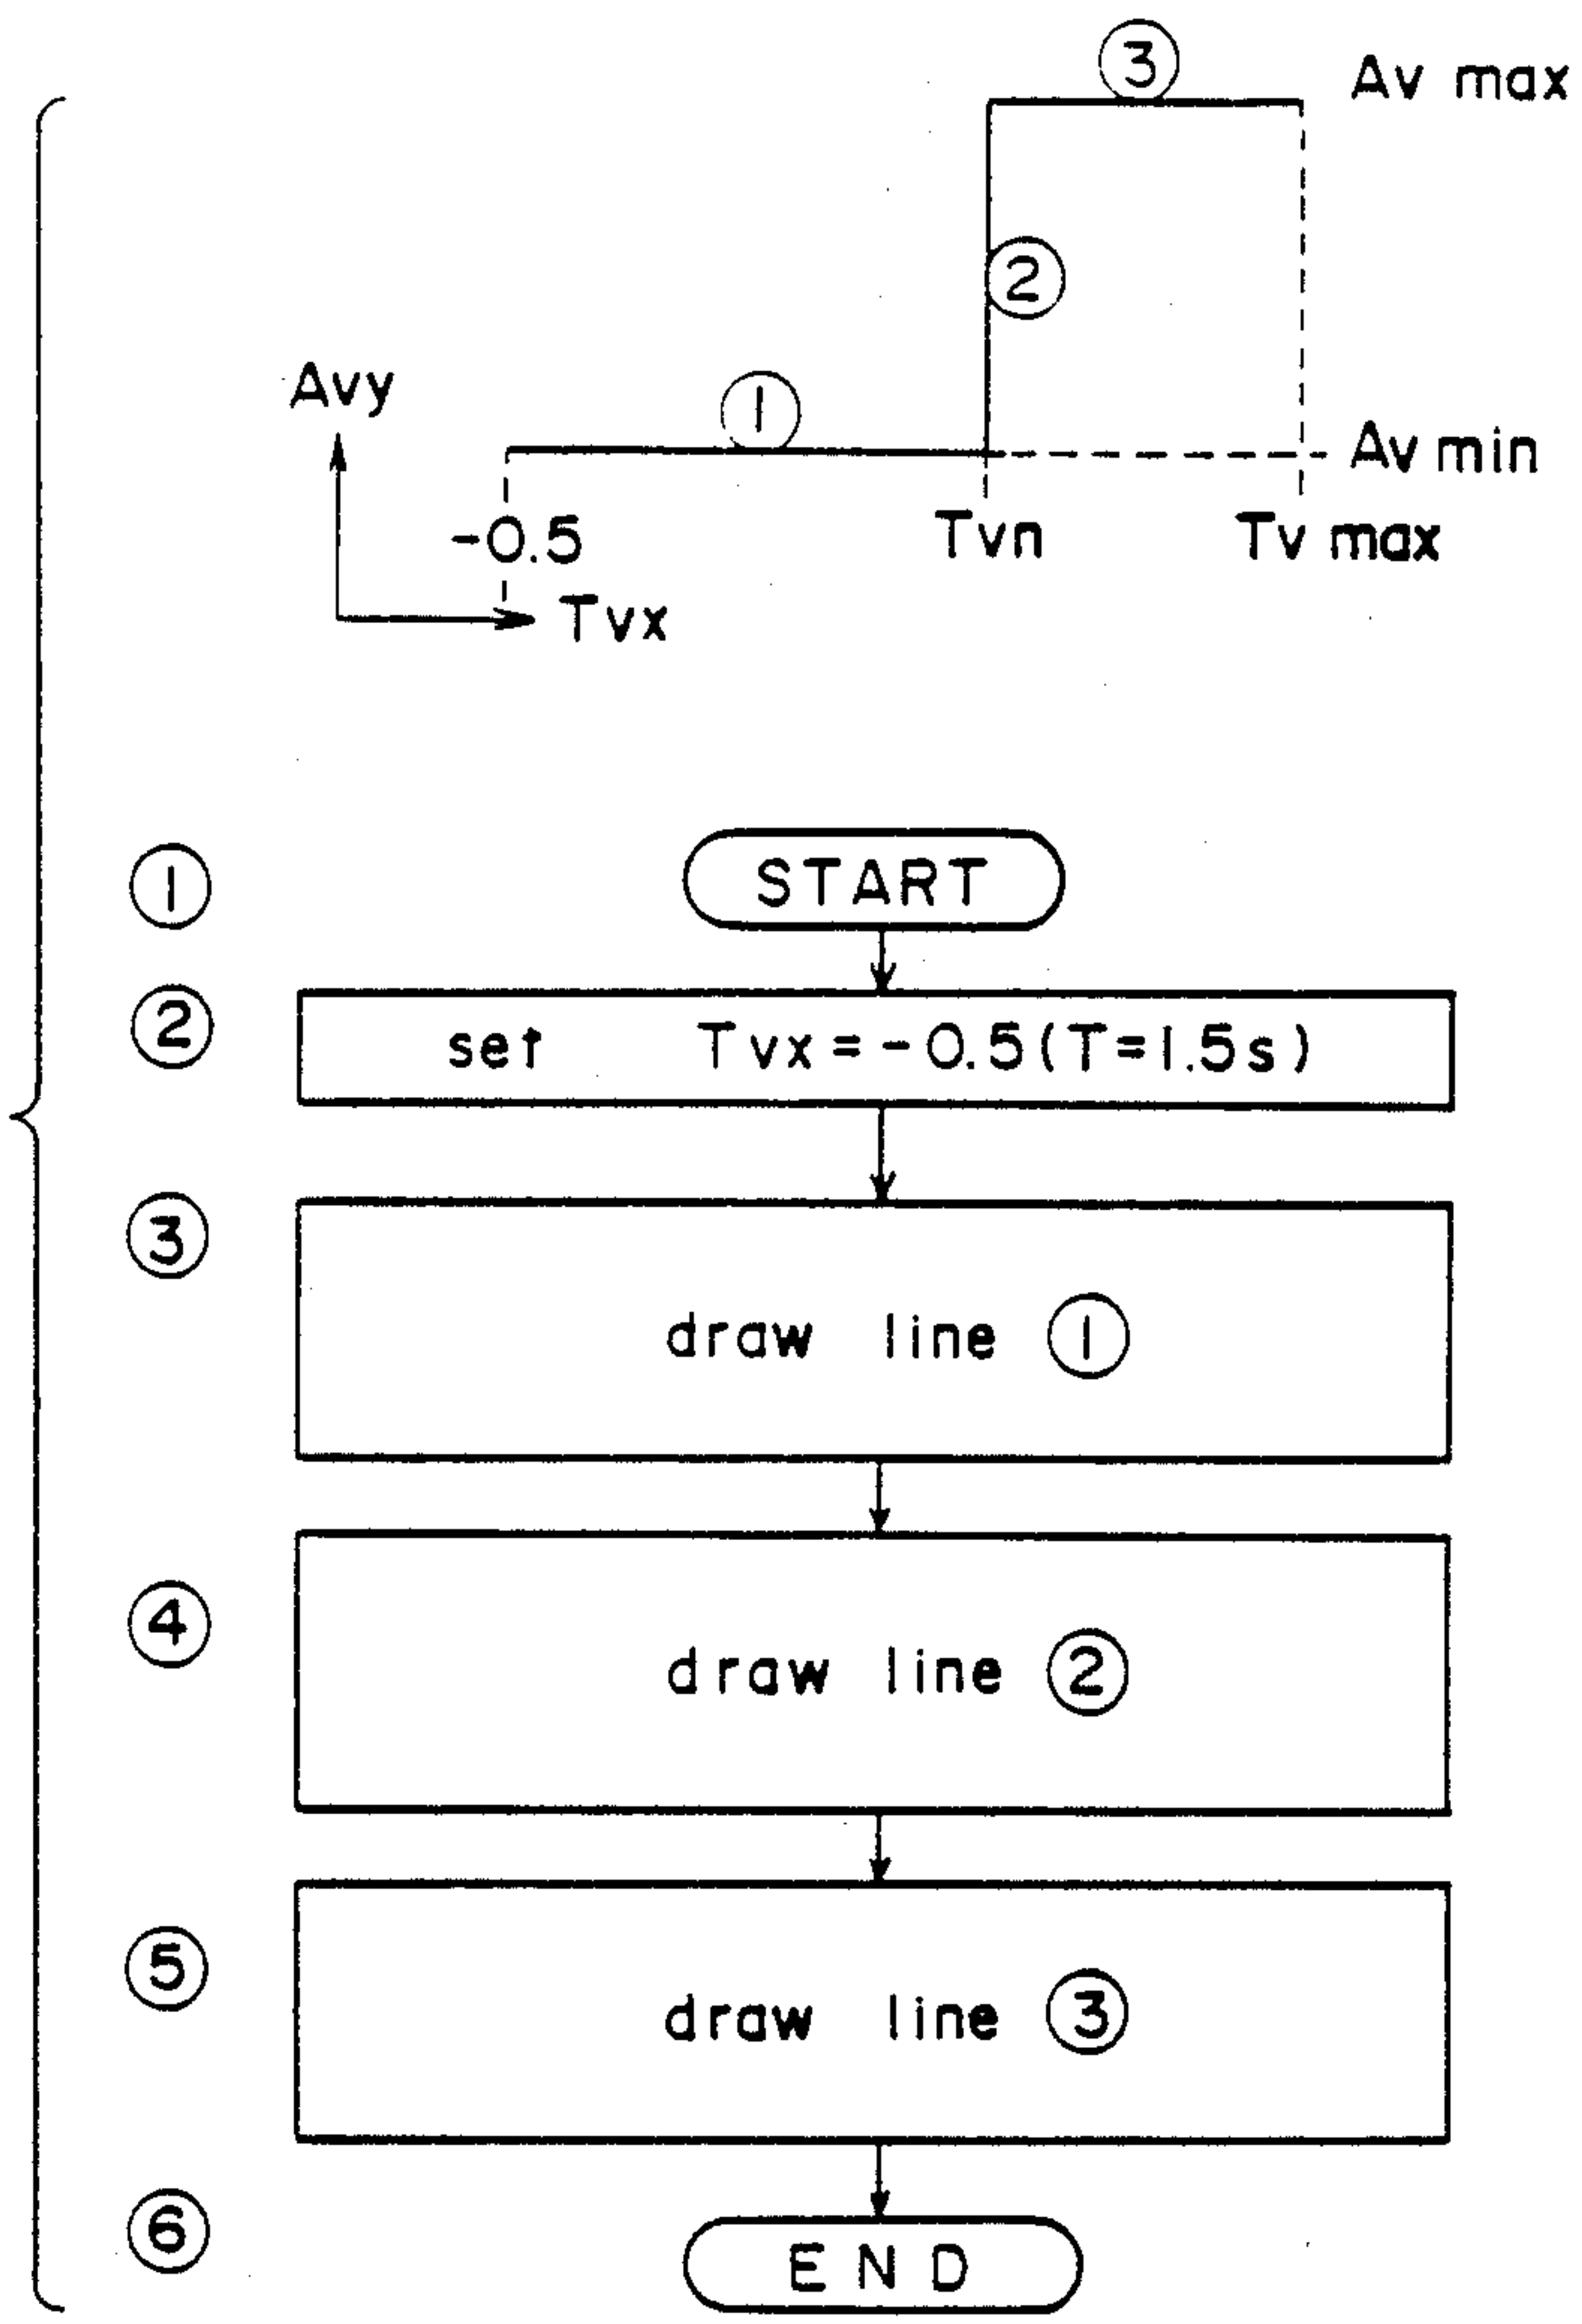 ③ Av max
②
Avy
① Av min
-0.5 Tvn Tv max
Tvx
① START
② set Tvx=-0.5(T=1.5s)
③
draw line ①
④
draw line ②
⑤
draw line ③
⑥ END